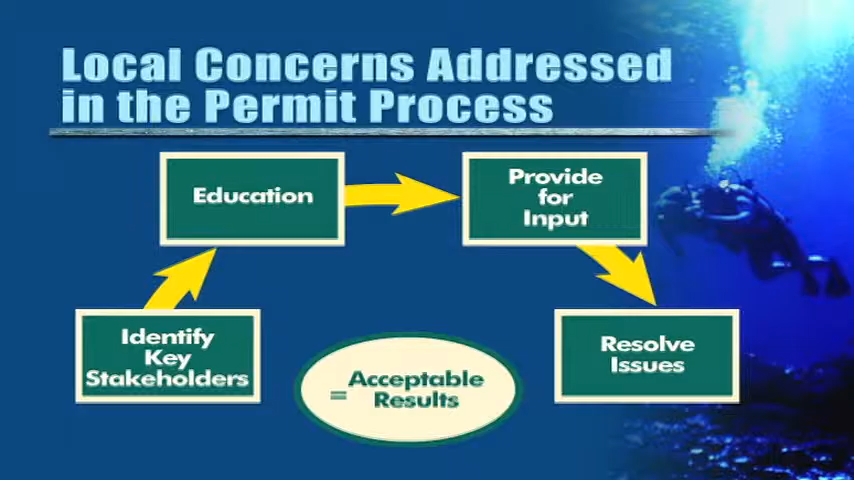 Local Concerns Addressed
in the Permit Process
Education
Provide
for
Input
Identify
Key
Stakeholders
Resolve
Issues
= Acceptable
Results